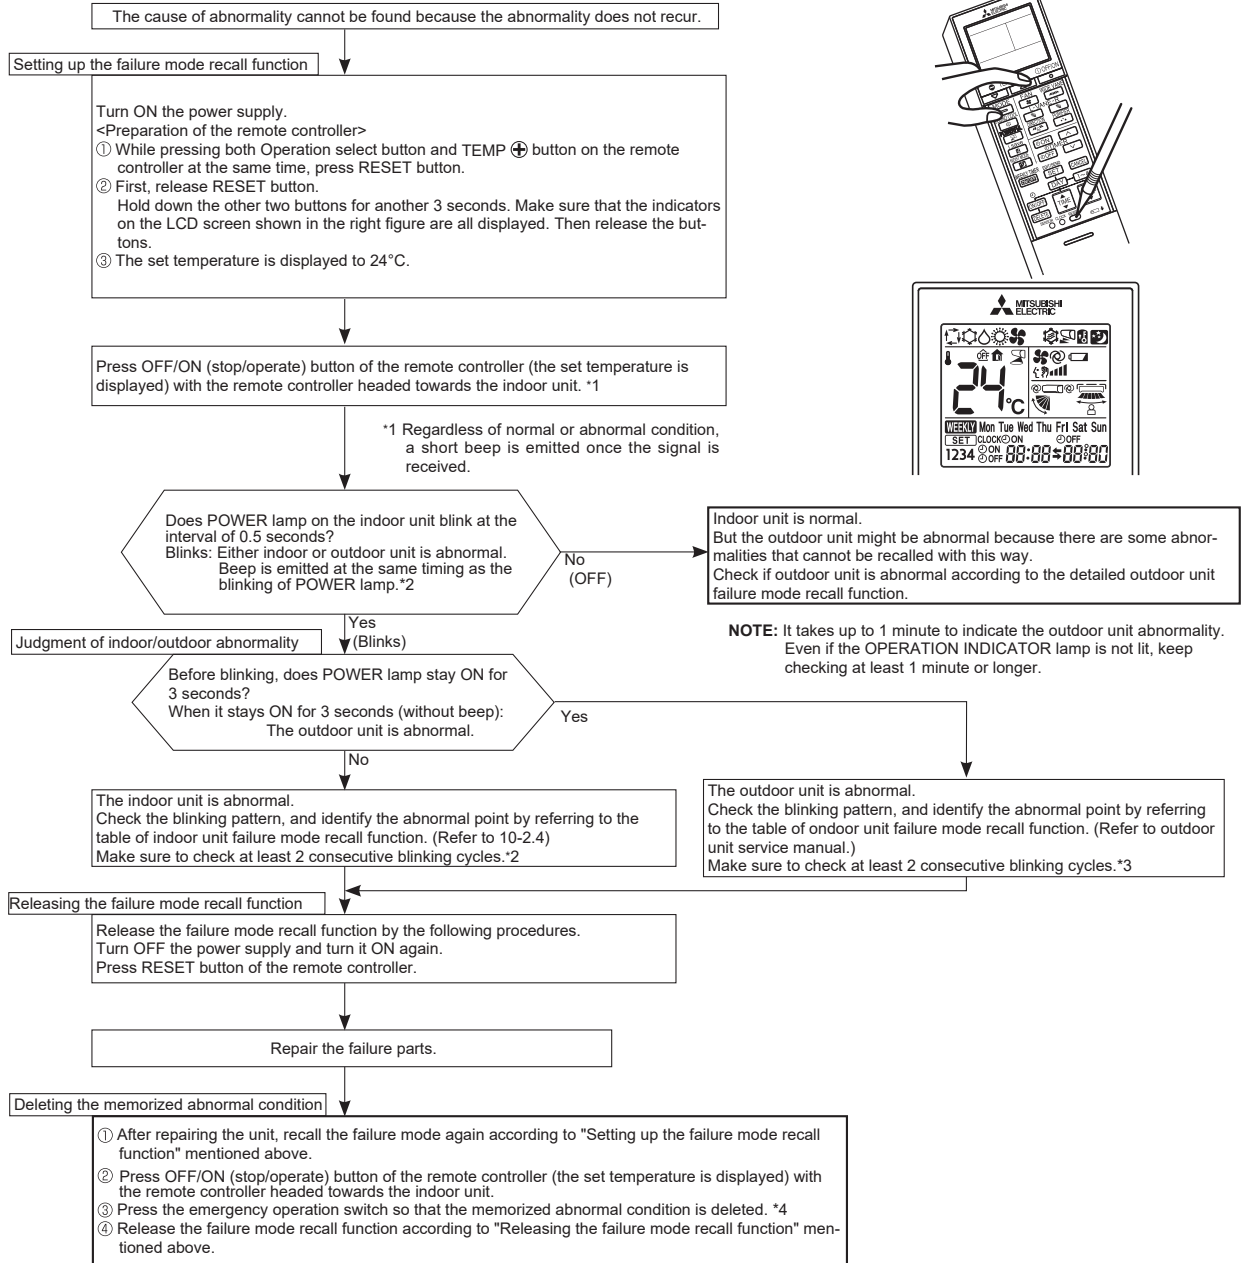 The cause of abnormality cannot be found because the abnormality does not recur.
Setting up the failure mode recall function
Turn ON the power supply.
<Preparation of the remote controller>
① While pressing both Operation select button and TEMP ⊕ button on the remote
controller at the same time, press RESET button.
② First, release RESET button.
Hold down the other two buttons for another 3 seconds. Make sure that the indicators
on the LCD screen shown in the right figure are all displayed. Then release the but-
tons.
③ The set temperature is displayed to 24°C.
MITSUBISHI
ELECTRIC
OFF
24°C
WEEKLY Mon Tue Wed Thu Fri Sat Sun
SET CLOCK ON OFF
1234 ON OFF 88:88 88:80
Press OFF/ON (stop/operate) button of the remote controller (the set temperature is
displayed) with the remote controller headed towards the indoor unit. *1
*1 Regardless of normal or abnormal condition,
a short beep is emitted once the signal is
received.
Does POWER lamp on the indoor unit blink at the
interval of 0.5 seconds?
Blinks: Either indoor or outdoor unit is abnormal.
Beep is emitted at the same timing as the
blinking of POWER lamp.*2
No
(OFF)
Indoor unit is normal.
But the outdoor unit might be abnormal because there are some abnor-
malities that cannot be recalled with this way.
Check if outdoor unit is abnormal according to the detailed outdoor unit
failure mode recall function.
Yes
(Blinks)
NOTE: It takes up to 1 minute to indicate the outdoor unit abnormality.
Even if the OPERATION INDICATOR lamp is not lit, keep
checking at least 1 minute or longer.
Judgment of indoor/outdoor abnormality
Before blinking, does POWER lamp stay ON for
3 seconds?
When it stays ON for 3 seconds (without beep):
The outdoor unit is abnormal.
Yes
No
The indoor unit is abnormal.
Check the blinking pattern, and identify the abnormal point by referring to the
table of indoor unit failure mode recall function. (Refer to 10-2.4)
Make sure to check at least 2 consecutive blinking cycles.*2
The outdoor unit is abnormal.
Check the blinking pattern, and identify the abnormal point by referring
to the table of ondoor unit failure mode recall function. (Refer to outdoor
unit service manual.)
Make sure to check at least 2 consecutive blinking cycles.*3
Releasing the failure mode recall function
Release the failure mode recall function by the following procedures.
Turn OFF the power supply and turn it ON again.
Press RESET button of the remote controller.
Repair the failure parts.
Deleting the memorized abnormal condition
① After repairing the unit, recall the failure mode again according to "Setting up the failure mode recall
function" mentioned above.
② Press OFF/ON (stop/operate) button of the remote controller (the set temperature is displayed) with
the remote controller headed towards the indoor unit.
③ Press the emergency operation switch so that the memorized abnormal condition is deleted. *4
④ Release the failure mode recall function according to "Releasing the failure mode recall function" men-
tioned above.